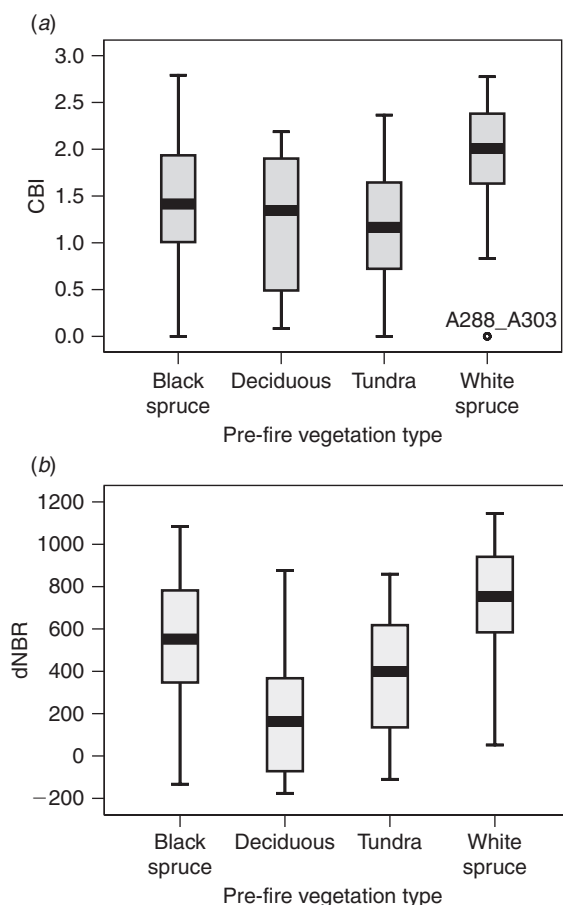 (a)
3.0
2.5
2.0
1.5
1.0
0.5
0.0
CBI
A288_A303
Black spruce
Deciduous
Tundra
White spruce
Pre-fire vegetation type
(b)
1200
1000
800
600
400
200
0
−200
dNBR
Black spruce
Deciduous
Tundra
White spruce
Pre-fire vegetation type